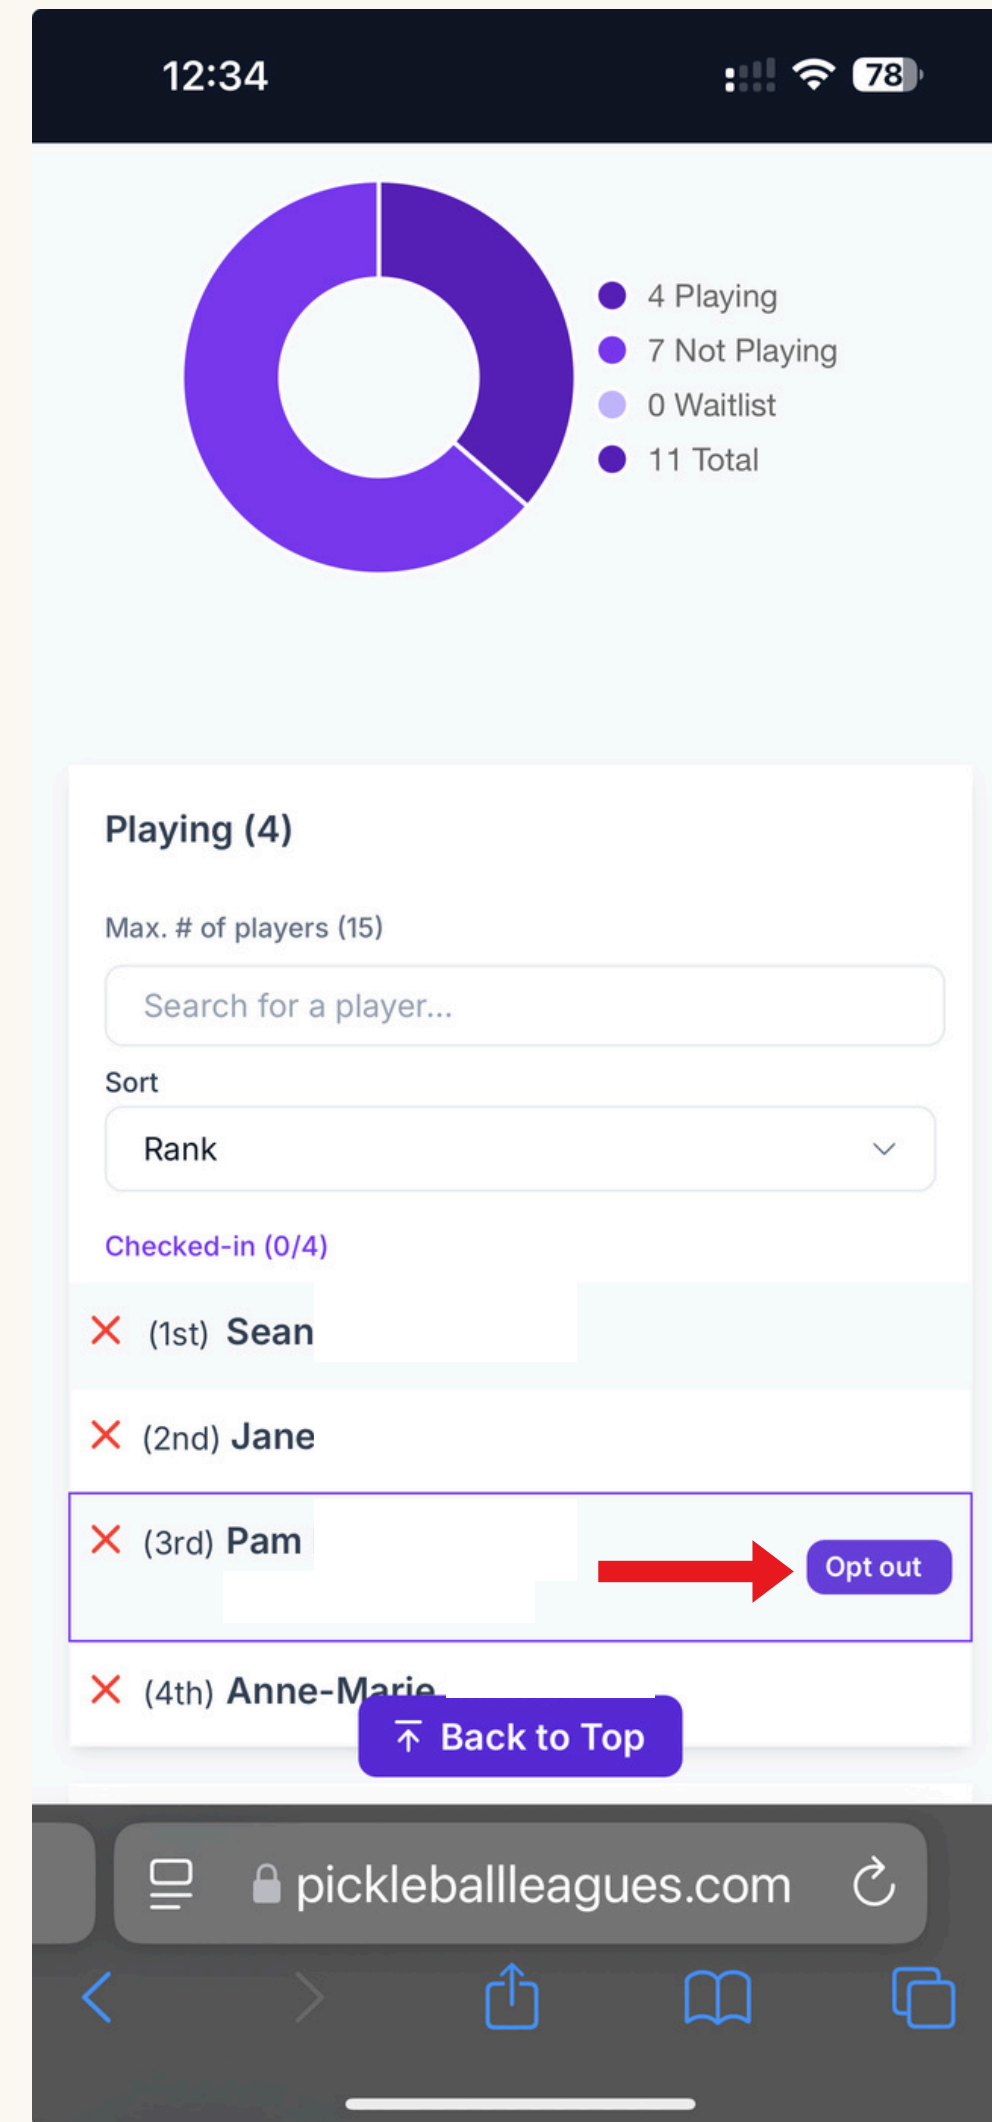 12:34
78
4 Playing
7 Not Playing
0 Waitlist
11 Total
Playing (4)
Max. # of players (15)
Search for a player...
Sort
Rank
Checked-in (0/4)
(1st) Sean
(2nd) Jane
(3rd) Pam
Opt out
(4th) Anne-Marie
Back to Top
pickleballleagues.com